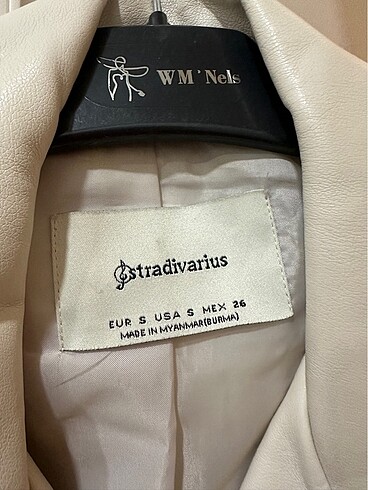 WM'Nels
Stradivarius
EUR S USA S MEX 26
MADE IN MYANMAR(BURMA)